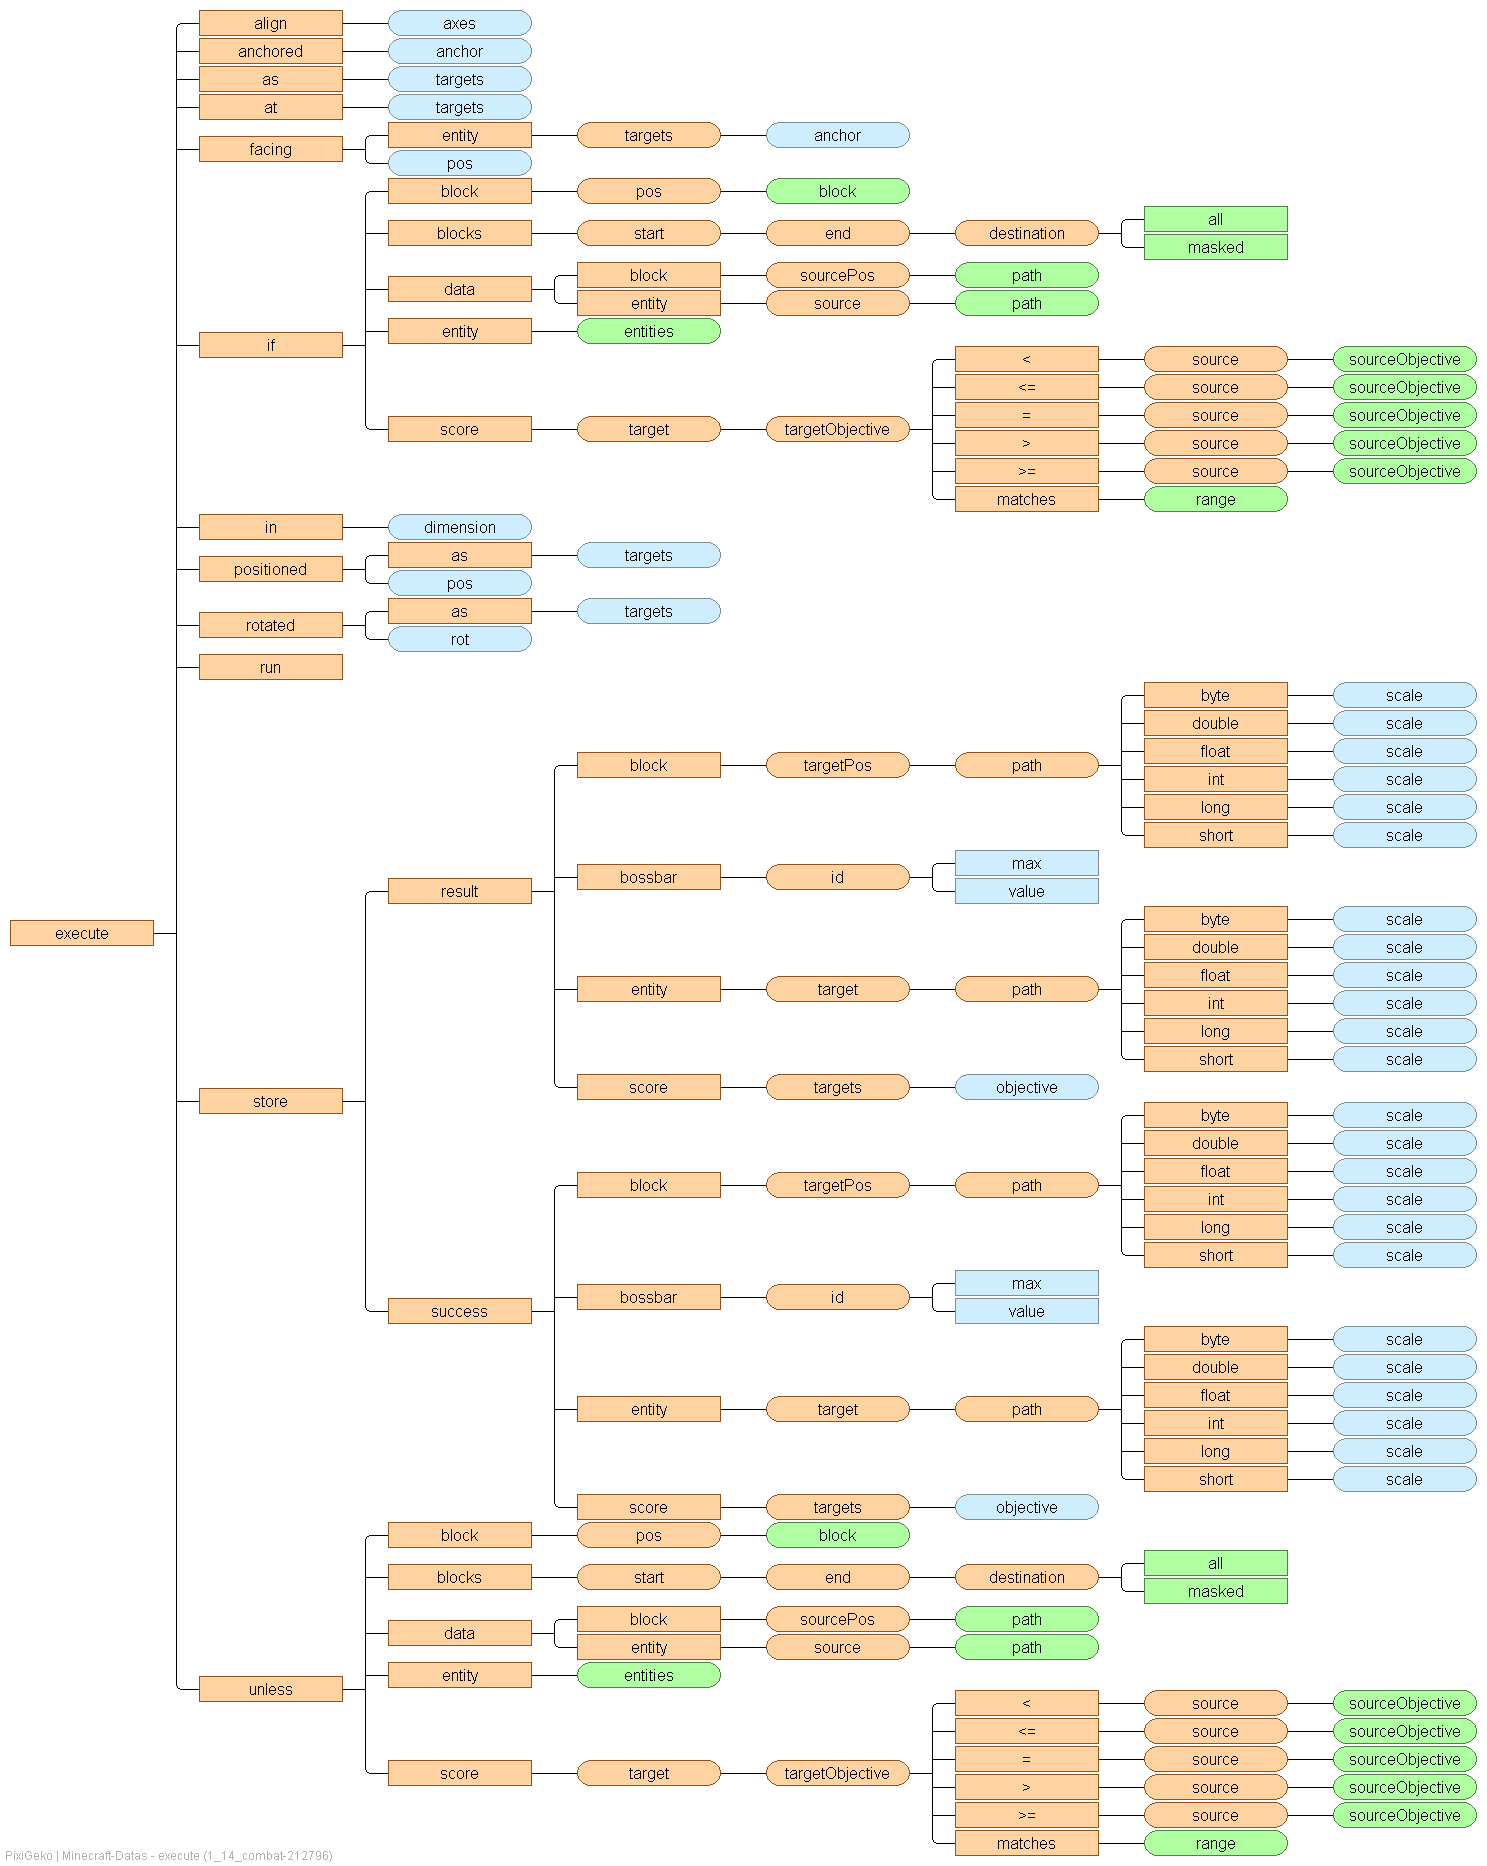 align axes
anchored anchor
as targets
at targets
entity targets anchor
facing
pos
block pos block
all
blocks start end destination
masked
block sourcePos path
data
entity source path
entity entities
if
< source sourceObjective
<= source sourceObjective
= source sourceObjective
score target targetObjective
> source sourceObjective
>= source sourceObjective
matches range
in dimension
as targets
positioned
pos
as targets
rotated
rot
run
byte scale
double scale
float scale
block targetPos path
int scale
long scale
short scale
max
bossbar id
result value
byte scale
execute
double scale
float scale
entity target path
int scale
long scale
short scale
score targets objective
store
byte scale
double scale
float scale
block targetPos path
int scale
long scale
short scale
max
bossbar id
success value
byte scale
double scale
float scale
entity target path
int scale
long scale
short scale
score targets objective
block pos block
all
blocks start end destination
masked
block sourcePos path
data
entity source path
entity entities
unless
< source sourceObjective
<= source sourceObjective
= source sourceObjective
score target targetObjective
> source sourceObjective
>= source sourceObjective
matches range
PixiGeko | Minecraft-Datas - execute (1_14_combat-212796)